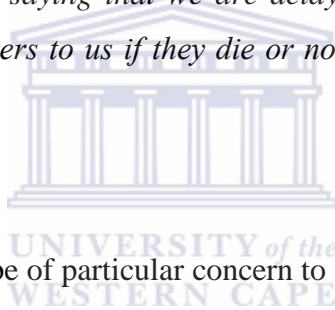 saying that we are delay
ers to us if they die or no
UNIVERSITY of the
be of particular concern to
WESTERN CAPE